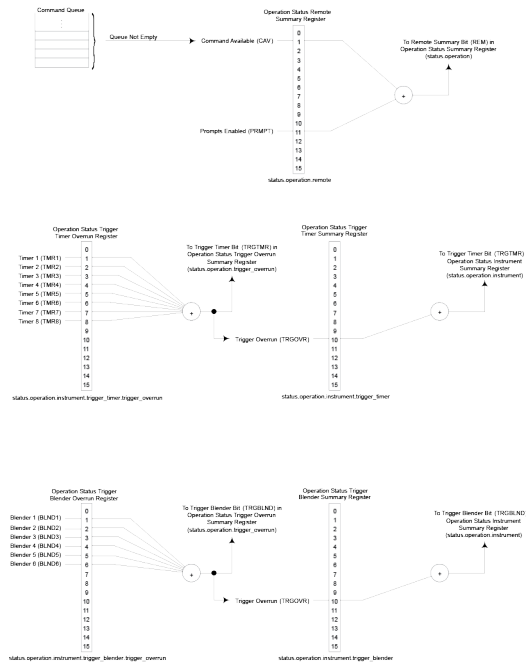 Command Queue
Queue Not Empty
Command Available (CAV)
Prompts Enabled (PRMPT)
Operation Status Remote
Summary Register
0
1
2
3
4
5
6
7
8
9
10
11
12
13
14
15
status.operation.remote
+
To Remote Summary Bit (REM) in
Operation Status Summary Register
(status.operation)
Operation Status Trigger
Timer Overrun Register
Timer 1 (TMR1)
Timer 2 (TMR2)
Timer 3 (TMR3)
Timer 4 (TMR4)
Timer 5 (TMR5)
Timer 6 (TMR6)
Timer 7 (TMR7)
Timer 8 (TMR8)
0
1
2
3
4
5
6
7
8
9
10
11
12
13
14
15
status.operation.instrument.trigger_timer.trigger_overrun
+
To Trigger Timer Bit (TRGTMR) in
Operation Status Trigger Overrun
Summary Register
(status.operation.trigger_overrun)
Trigger Overrun (TRGOVR)
Operation Status Trigger
Timer Summary Register
0
1
2
3
4
5
6
7
8
9
10
11
12
13
14
15
status.operation.instrument.trigger_timer
+
To Trigger Timer Bit (TRGTMR)
Operation Status Instrument
Summary Register
(status.operation.instrument)
Operation Status Trigger
Blender Overrun Register
Blender 1 (BLND1)
Blender 2 (BLND2)
Blender 3 (BLND3)
Blender 4 (BLND4)
Blender 5 (BLND5)
Blender 6 (BLND6)
0
1
2
3
4
5
6
7
8
9
10
11
12
13
14
15
status.operation.instrument.trigger_blender.trigger_overrun
+
To Trigger Blender Bit (TRGBLND) in
Operation Status Trigger Overrun
Summary Register
(status.operation.trigger_overrun)
Trigger Overrun (TRGOVR)
Operation Status Trigger
Blender Summary Register
0
1
2
3
4
5
6
7
8
9
10
11
12
13
14
15
status.operation.instrument.trigger_blender
+
To Trigger Blender Bit (TRGBLND
Operation Status Instrument
Summary Register
(status.operation.instrument)